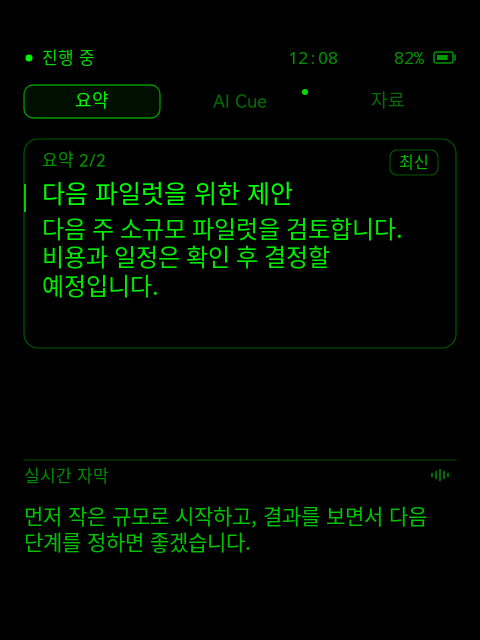 진행 중 12:08 82%
요약 AI Cue 자료
요약 2/2 최신
다음 파일럿을 위한 제안
다음 주 소규모 파일럿을 검토합니다.
비용과 일정은 확인 후 결정할
예정입니다.
실시간 자막
먼저 작은 규모로 시작하고, 결과를 보면서 다음
단계를 정하면 좋겠습니다.